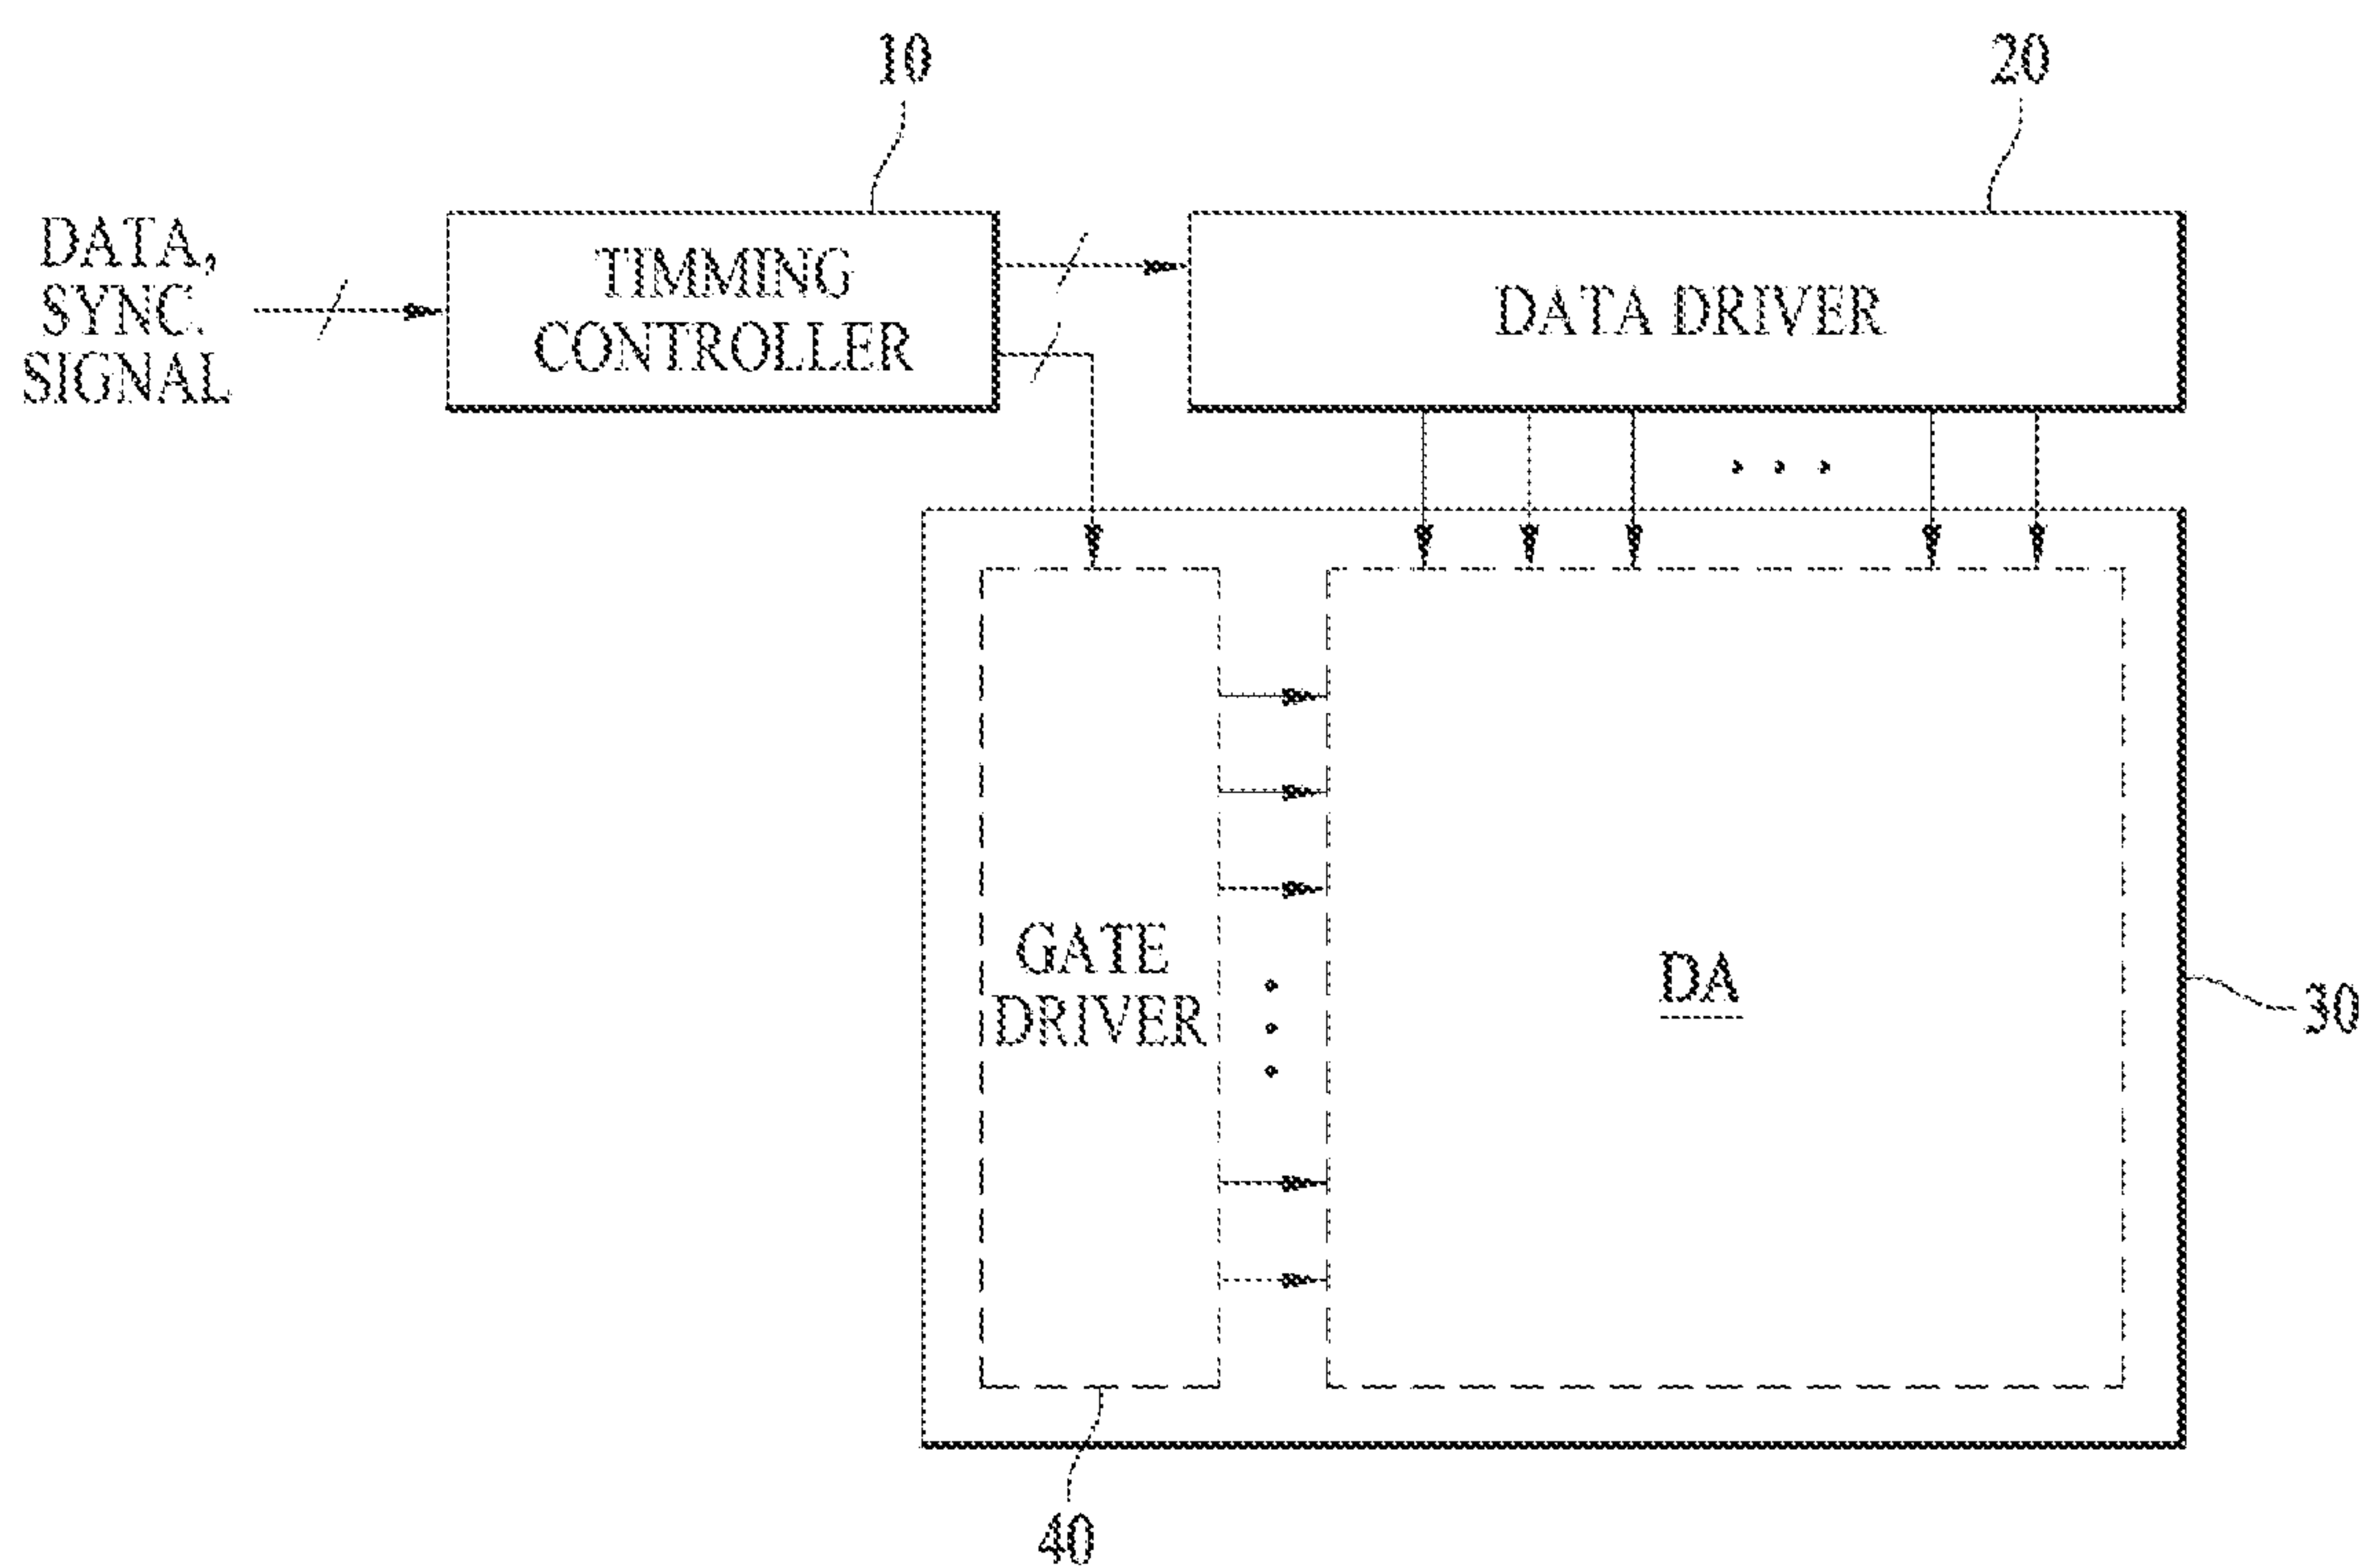 10
20
DATA,
SYNC.
SIGNAL
TIMMING
CONTROLLER
DATA DRIVER
GATE
DRIVER
DA
30
40